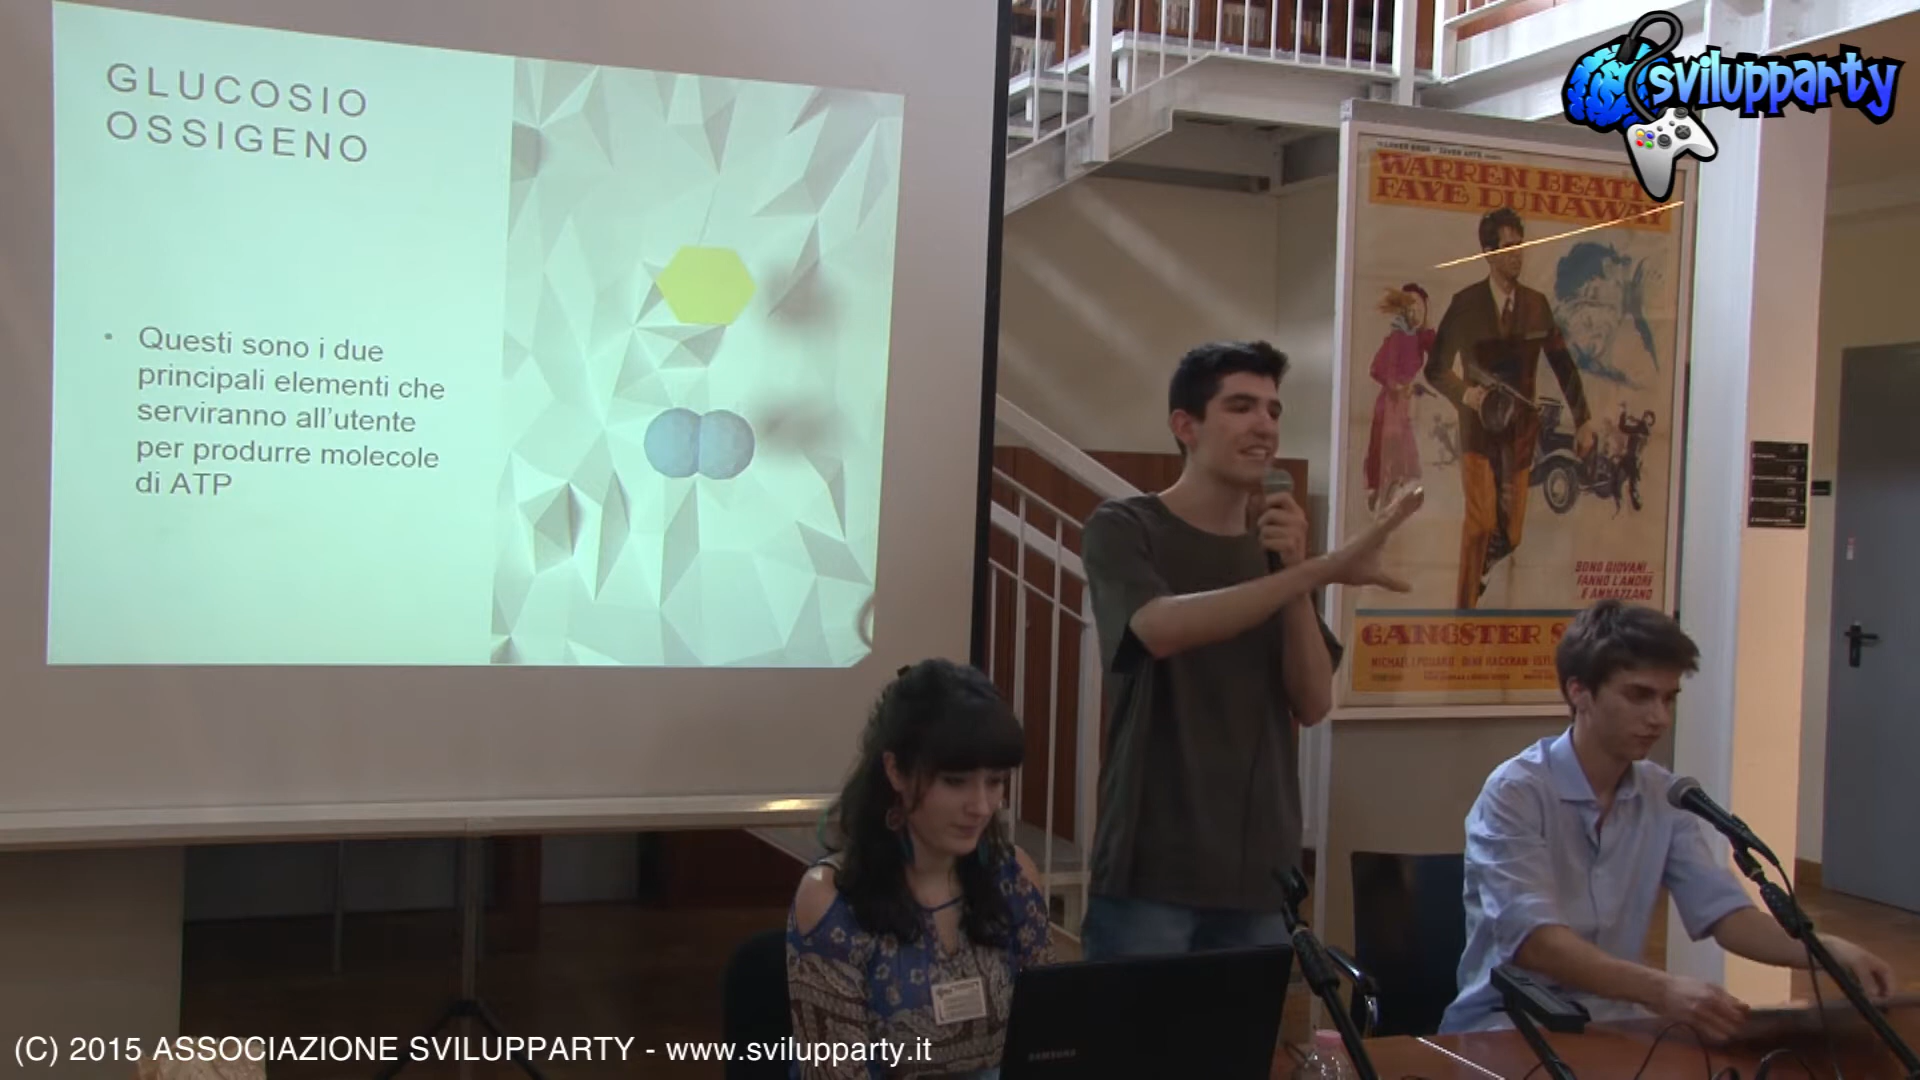 GLUCOSIO
OSSIGENO
• Questi sono i due
principali elementi che
serviranno all’utente
per produrre molecole
di ATP
svilupparty
WARREN BEATT
FAYE DUNAWAY
SONO GIOVANI...
FANNO L'AMORE
E AMMAZZANO
GANGSTER S
SAMSUNG
(C) 2015 ASSOCIAZIONE SVILUPPARTY - www.svilupparty.it